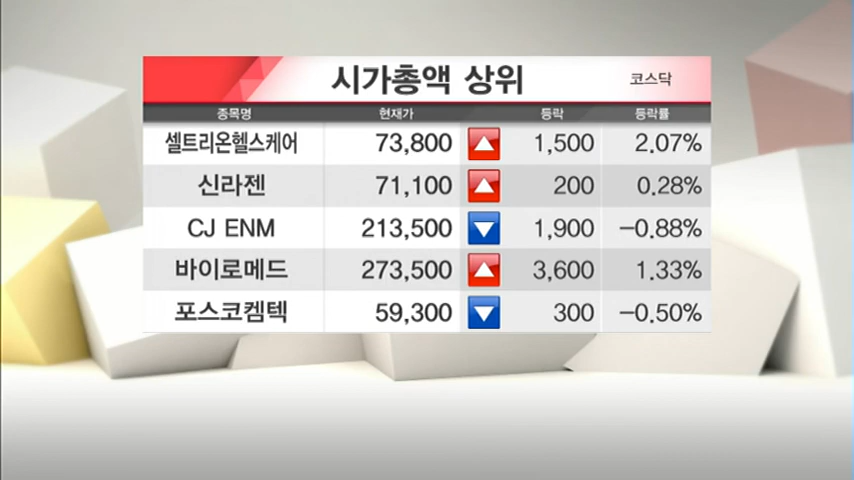 시가총액 상위 코스닥
종목명 현재가 등락 등락률
셀트리온헬스케어 73,800 1,500 2.07%
신라젠 71,100 200 0.28%
CJ ENM 213,500 1,900 -0.88%
바이로메드 273,500 3,600 1.33%
포스코켐텍 59,300 300 -0.50%